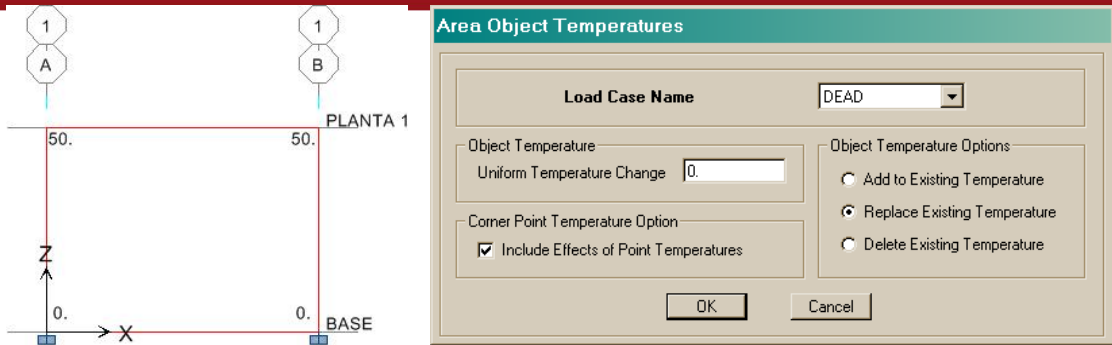 1 1
A B
PLANTA 1
50. 50.
Z
0. 0.
X BASE
Area Object Temperatures
Load Case Name DEAD
Object Temperature
Uniform Temperature Change 0.
Corner Point Temperature Option
Include Effects of Point Temperatures
Object Temperature Options
Add to Existing Temperature
Replace Existing Temperature
Delete Existing Temperature
OK Cancel